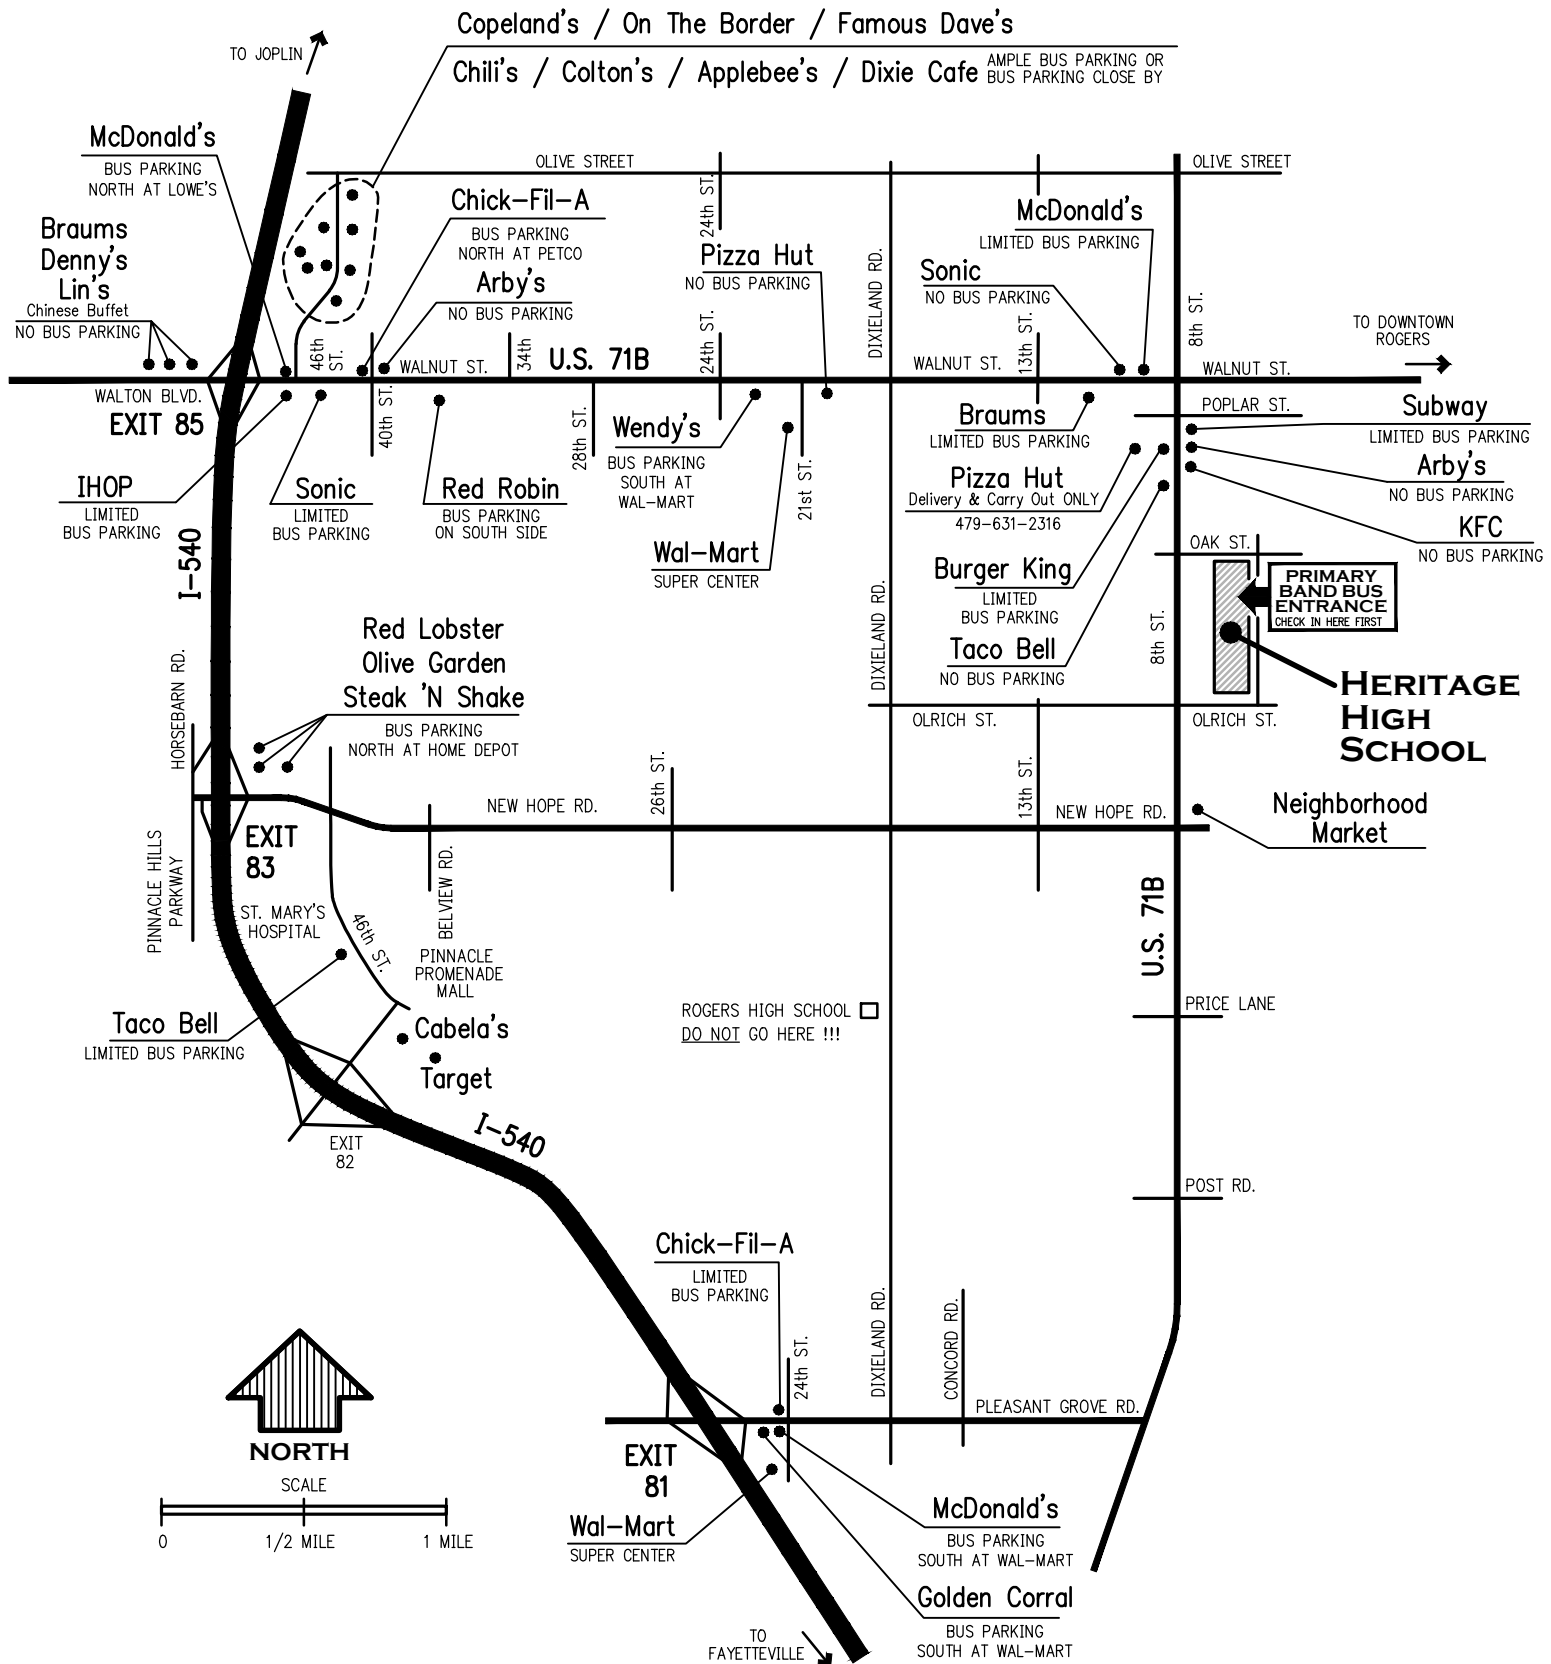 Copeland's / On The Border / Famous Dave's
Chili's / Colton's / Applebee's / Dixie Cafe
AMPLE BUS PARKING OR
BUS PARKING CLOSE BY
TO JOPLIN
McDonald's
BUS PARKING
NORTH AT LOWE'S
Braums
Denny's
Lin's
Chinese Buffet
NO BUS PARKING
OLIVE STREET
OLIVE STREET
Chick-Fil-A
BUS PARKING
NORTH AT PETCO
Arby's
NO BUS PARKING
24th ST.
Pizza Hut
NO BUS PARKING
DIXIELAND RD.
McDonald's
LIMITED BUS PARKING
Sonic
NO BUS PARKING
8th ST.
TO DOWNTOWN
ROGERS
46th
ST.
WALNUT ST.
34th
U.S. 71B
24th ST.
WALNUT ST.
13th ST.
WALNUT ST.
WALTON BLVD.
EXIT 85
40th ST.
28th ST.
Wendy's
BUS PARKING
SOUTH AT
WAL-MART
21st ST.
Braums
LIMITED BUS PARKING
POPLAR ST.
Subway
LIMITED BUS PARKING
Arby's
NO BUS PARKING
KFC
NO BUS PARKING
IHOP
LIMITED
BUS PARKING
Sonic
LIMITED
BUS PARKING
Red Robin
BUS PARKING
ON SOUTH SIDE
Pizza Hut
Delivery & Carry Out ONLY
479-631-2316
I-540
Wal-Mart
SUPER CENTER
Burger King
LIMITED
BUS PARKING
OAK ST.
PRIMARY
BAND BUS
ENTRANCE
CHECK IN HERE FIRST
Taco Bell
NO BUS PARKING
8th ST.
DIXIELAND RD.
HERITAGE
HIGH
SCHOOL
Red Lobster
Olive Garden
Steak 'N Shake
BUS PARKING
NORTH AT HOME DEPOT
HORSEBARN RD.
OLRICH ST.
OLRICH ST.
26th ST.
13th ST.
NEW HOPE RD.
NEW HOPE RD.
Neighborhood
Market
EXIT
83
PINNACLE HILLS
PARKWAY
BELVIEW RD.
ST. MARY'S
HOSPITAL
46th ST.
PINNACLE
PROMENADE
MALL
U.S. 71B
Taco Bell
LIMITED BUS PARKING
Cabela's
Target
ROGERS HIGH SCHOOL
DO NOT GO HERE !!!
PRICE LANE
EXIT
82
I-540
POST RD.
Chick-Fil-A
LIMITED
BUS PARKING
24th ST.
DIXIELAND RD.
CONCORD RD.
PLEASANT GROVE RD.
NORTH
SCALE
0
1/2 MILE
1 MILE
EXIT
81
Wal-Mart
SUPER CENTER
McDonald's
BUS PARKING
SOUTH AT WAL-MART
Golden Corral
BUS PARKING
SOUTH AT WAL-MART
TO
FAYETTEVILLE